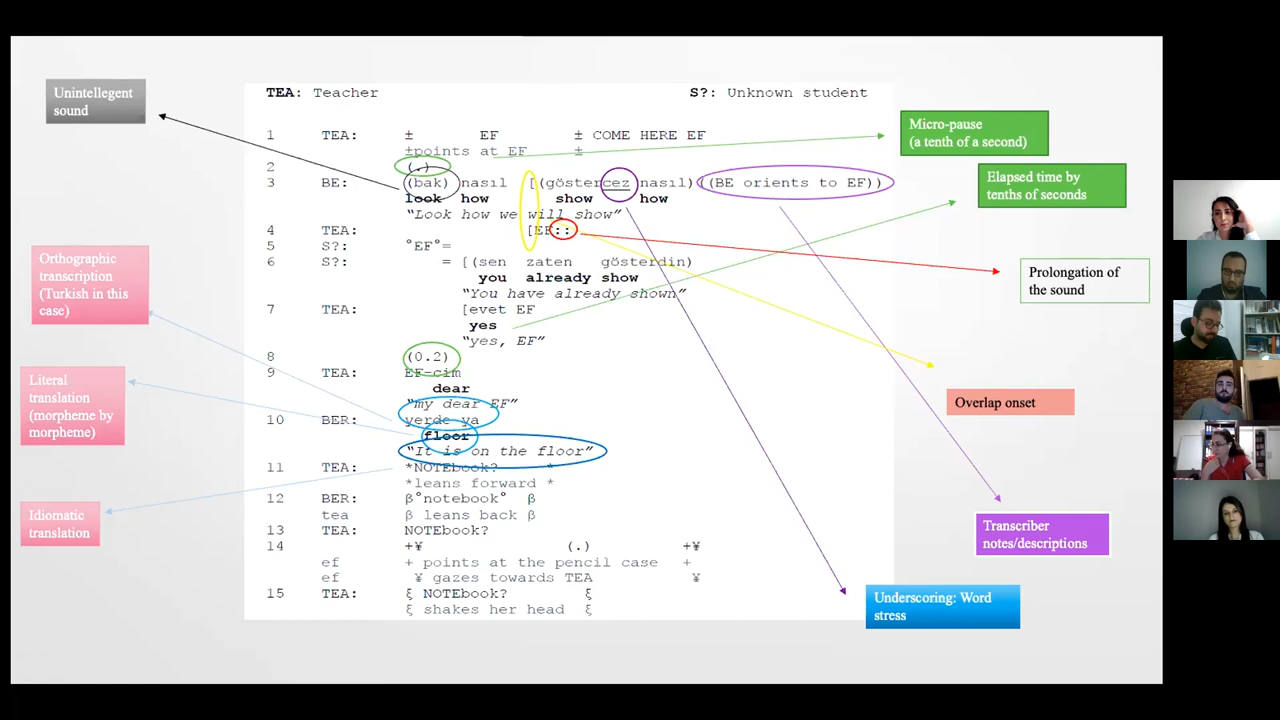 Unintellegent
sound
TEA: Teacher
S?: Unknown student
1 TEA: ± EF ± COME HERE EF
±points at EF ±
2 (.)
3 BE: (bak) nasıl [(göstercez nasıl)((BE orients to EF))
look how show how
“Look how we will show”
4 TEA: [EF::
5 S?: °EF°=
6 S?: = [(sen zaten gösterdin)
you already show
“You have already shown”
7 TEA: [evet EF
yes
“yes, EF”
8 (0.2)
9 TEA: EF-cim
dear
“my dear EF”
10 BER: yerde ya
floor
“It is on the floor”
11 TEA: *NOTEbook? *
*leans forward *
12 BER: β°notebook° β
tea β leans back β
13 TEA: NOTEbook?
14 +¥ (.) +¥
ef + points at the pencil case +
ef ¥ gazes towards TEA ¥
15 TEA: ξ NOTEbook? ξ
ξ shakes her head ξ
Orthographic
transcription
(Turkish in this
case)
Literal
translation
(morpheme by
morpheme)
Idiomatic
translation
Micro-pause
(a tenth of a second)
Elapsed time by
tenths of seconds
Prolongation of
the sound
Overlap onset
Transcriber
notes/descriptions
Underscoring: Word
stress